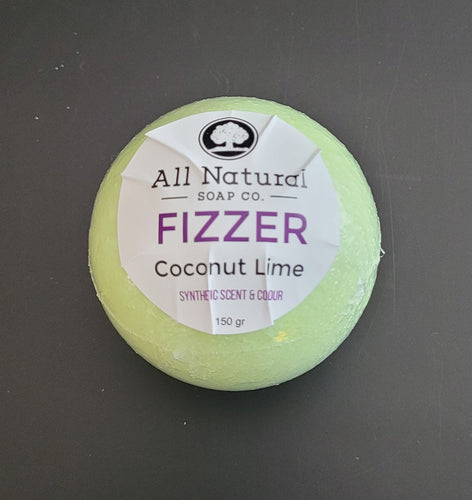 All Natural
SOAP CO.
FIZZER
Coconut Lime
SYNTHETIC SCENT & COLOUR
150 gr